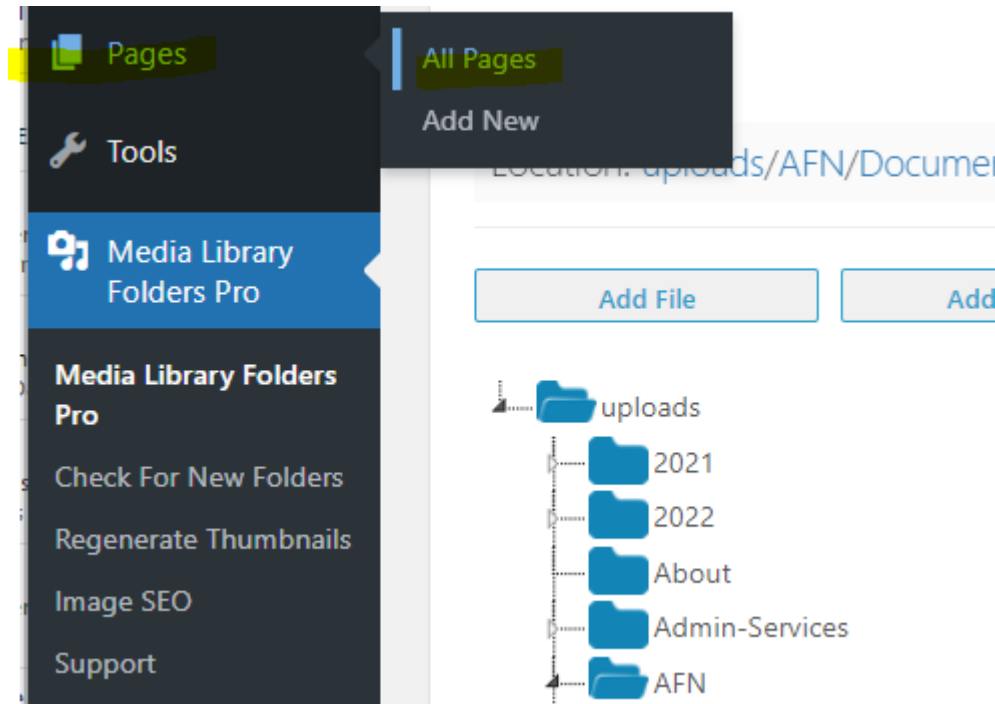 Pages
All Pages
Add New
Tools
Location: uploads/AFN/Documen
Media Library
Folders Pro
Add File
Add
Media Library Folders
Pro
Check For New Folders
Regenerate Thumbnails
Image SEO
Support
uploads
2021
2022
About
Admin-Services
AFN